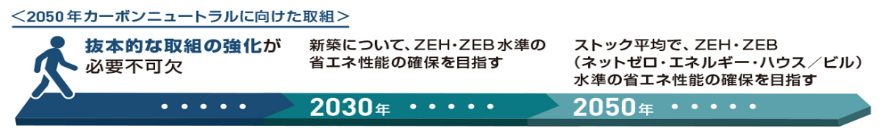 ＜2050年カーボンニュートラルに向けた取組＞
抜本的な取組の強化が
必要不可欠
新築について、ZEH・ZEB水準の
省エネ性能の確保を目指す
ストック平均で、ZEH・ZEB
（ネットゼロ・エネルギー・ハウス／ビル）
水準の省エネ性能の確保を目指す
・・・・・ 2030年 ・・・・・ 2050年 ・・・・・